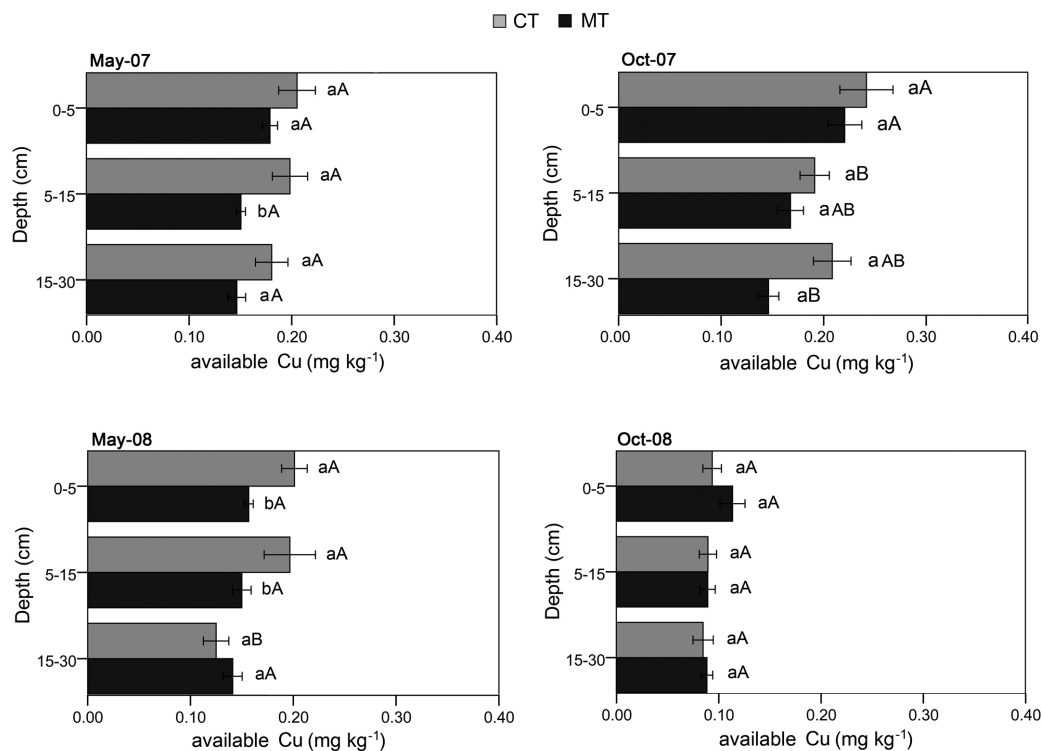 CT MT
May-07
Depth (cm)
0-5
aA
aA
5-15
aA
bA
15-30
aA
aA
0.00 0.10 0.20 0.30 0.40
available Cu (mg kg⁻¹)
Oct-07
Depth (cm)
0-5
aA
aA
5-15
aB
aAB
15-30
aAB
aB
0.00 0.10 0.20 0.30 0.40
available Cu (mg kg⁻¹)
May-08
Depth (cm)
0-5
aA
bA
5-15
aA
bA
15-30
aB
aA
0.00 0.10 0.20 0.30 0.40
available Cu (mg kg⁻¹)
Oct-08
Depth (cm)
0-5
aA
aA
5-15
aA
aA
15-30
aA
aA
0.00 0.10 0.20 0.30 0.40
available Cu (mg kg⁻¹)